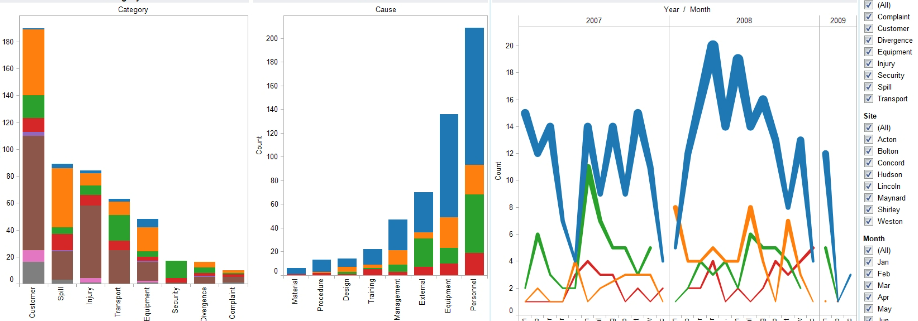 Category
Cause
Year / Month
2007
2008
2009
180
160
140
120
100
80
60
40
20
0
Customer
Spill
Injury
Transport
Equipment
Security
Divergence
Complaint
Count
200
180
160
140
120
100
80
60
40
20
0
Material
Procedure
Design
Training
Management
External
Equipment
Personnel
Count
20
18
16
14
12
10
8
6
4
2
0
(All)
Complaint
Customer
Divergence
Equipment
Injury
Security
Spill
Transport
Site
(All)
Acton
Bolton
Concord
Hudson
Lincoln
Maynard
Shirley
Weston
Month
(All)
Jan
Feb
Mar
Apr
May